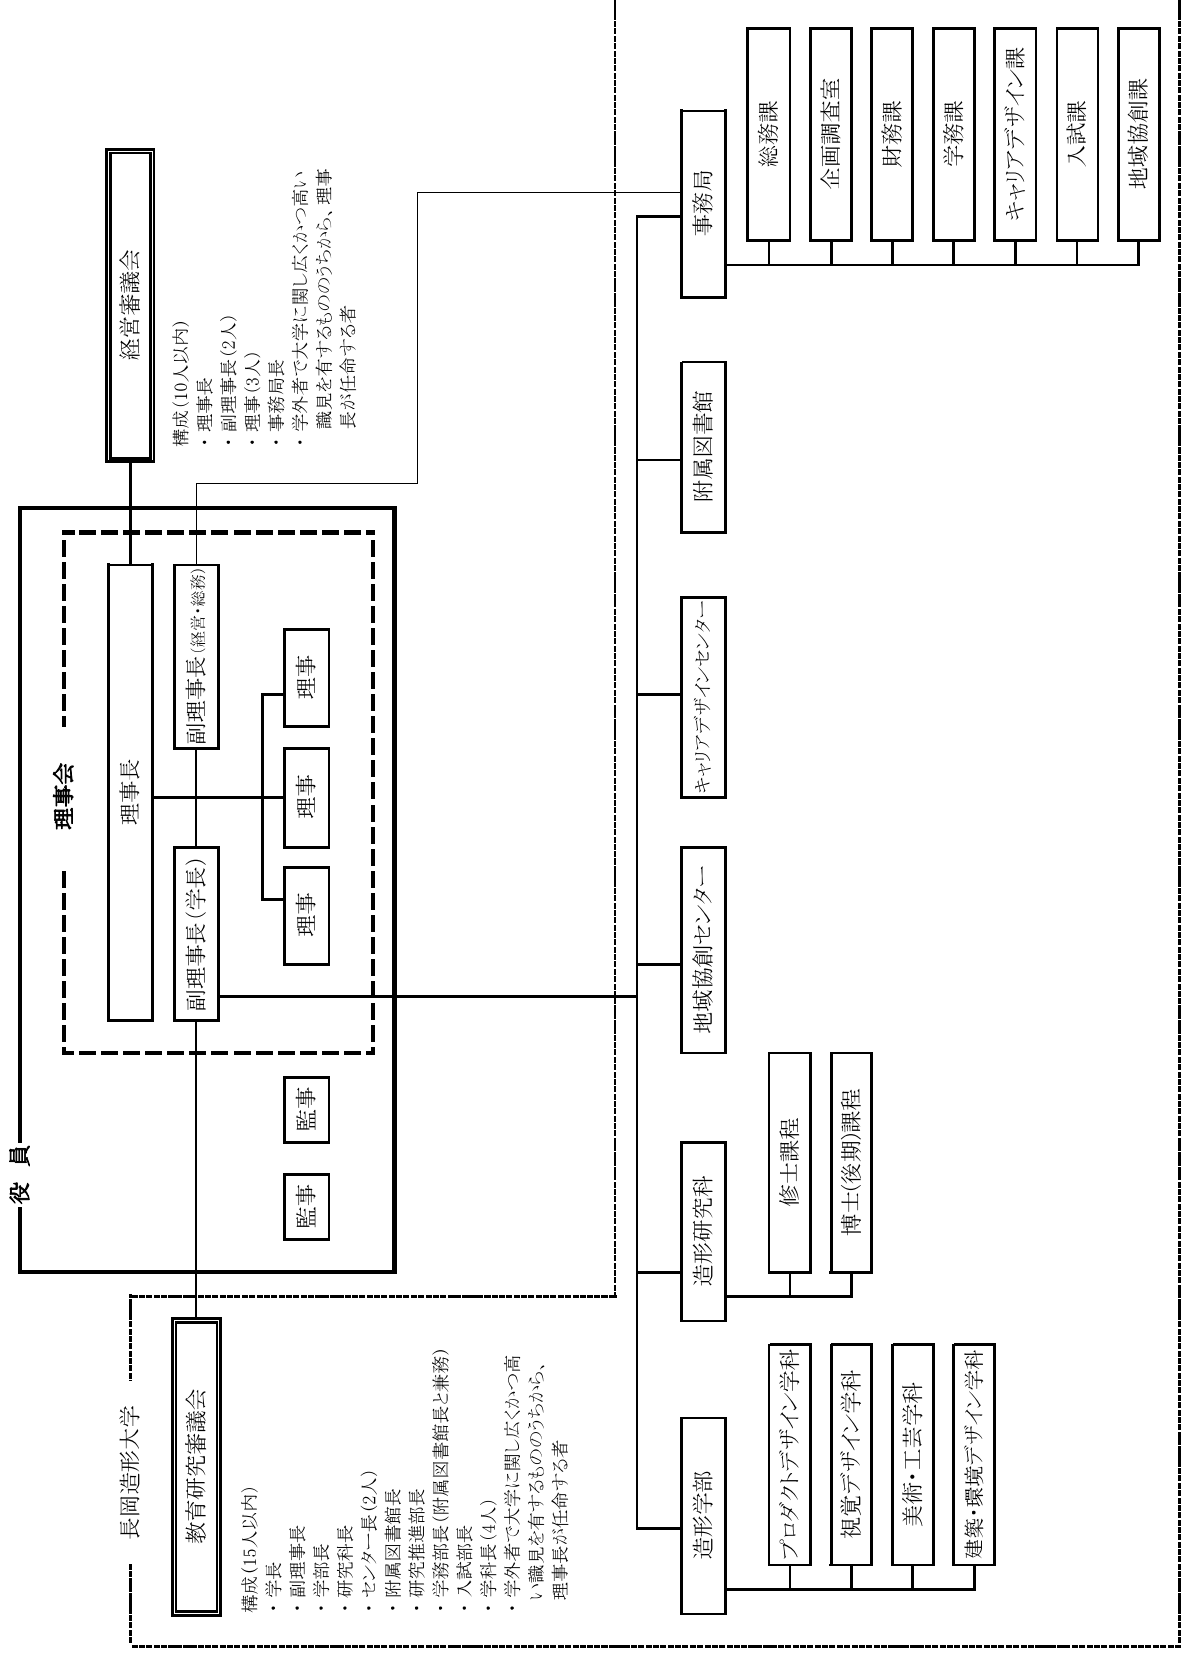 役　員
理事会
理事長
副理事長(学長)
副理事長(経営・総務)
理事
理事
理事
監事
監事
経営審議会
構成(10人以内)
・理事長
・副理事長(2人)
・理事(3人)
・事務局長
・学外者で大学に関し広くかつ高い
識見を有するもののうちから、理事
長が任命する者
長岡造形大学
教育研究審議会
構成(15人以内)
・学長
・副理事長
・学部長
・研究科長
・センター長(2人)
・附属図書館長
・研究推進部長
・学務部長(附属図書館長と兼務)
・入試部長
・学科長(4人)
・学外者で大学に関し広くかつ高
い識見を有するもののうちから、
理事長が任命する者
造形学部
プロダクトデザイン学科
視覚デザイン学科
美術・工芸学科
建築・環境デザイン学科
造形研究科
修士課程
博士(後期)課程
地域協創センター
キャリアデザインセンター
附属図書館
事務局
総務課
企画調査室
財務課
学務課
キャリアデザイン課
入試課
地域協創課